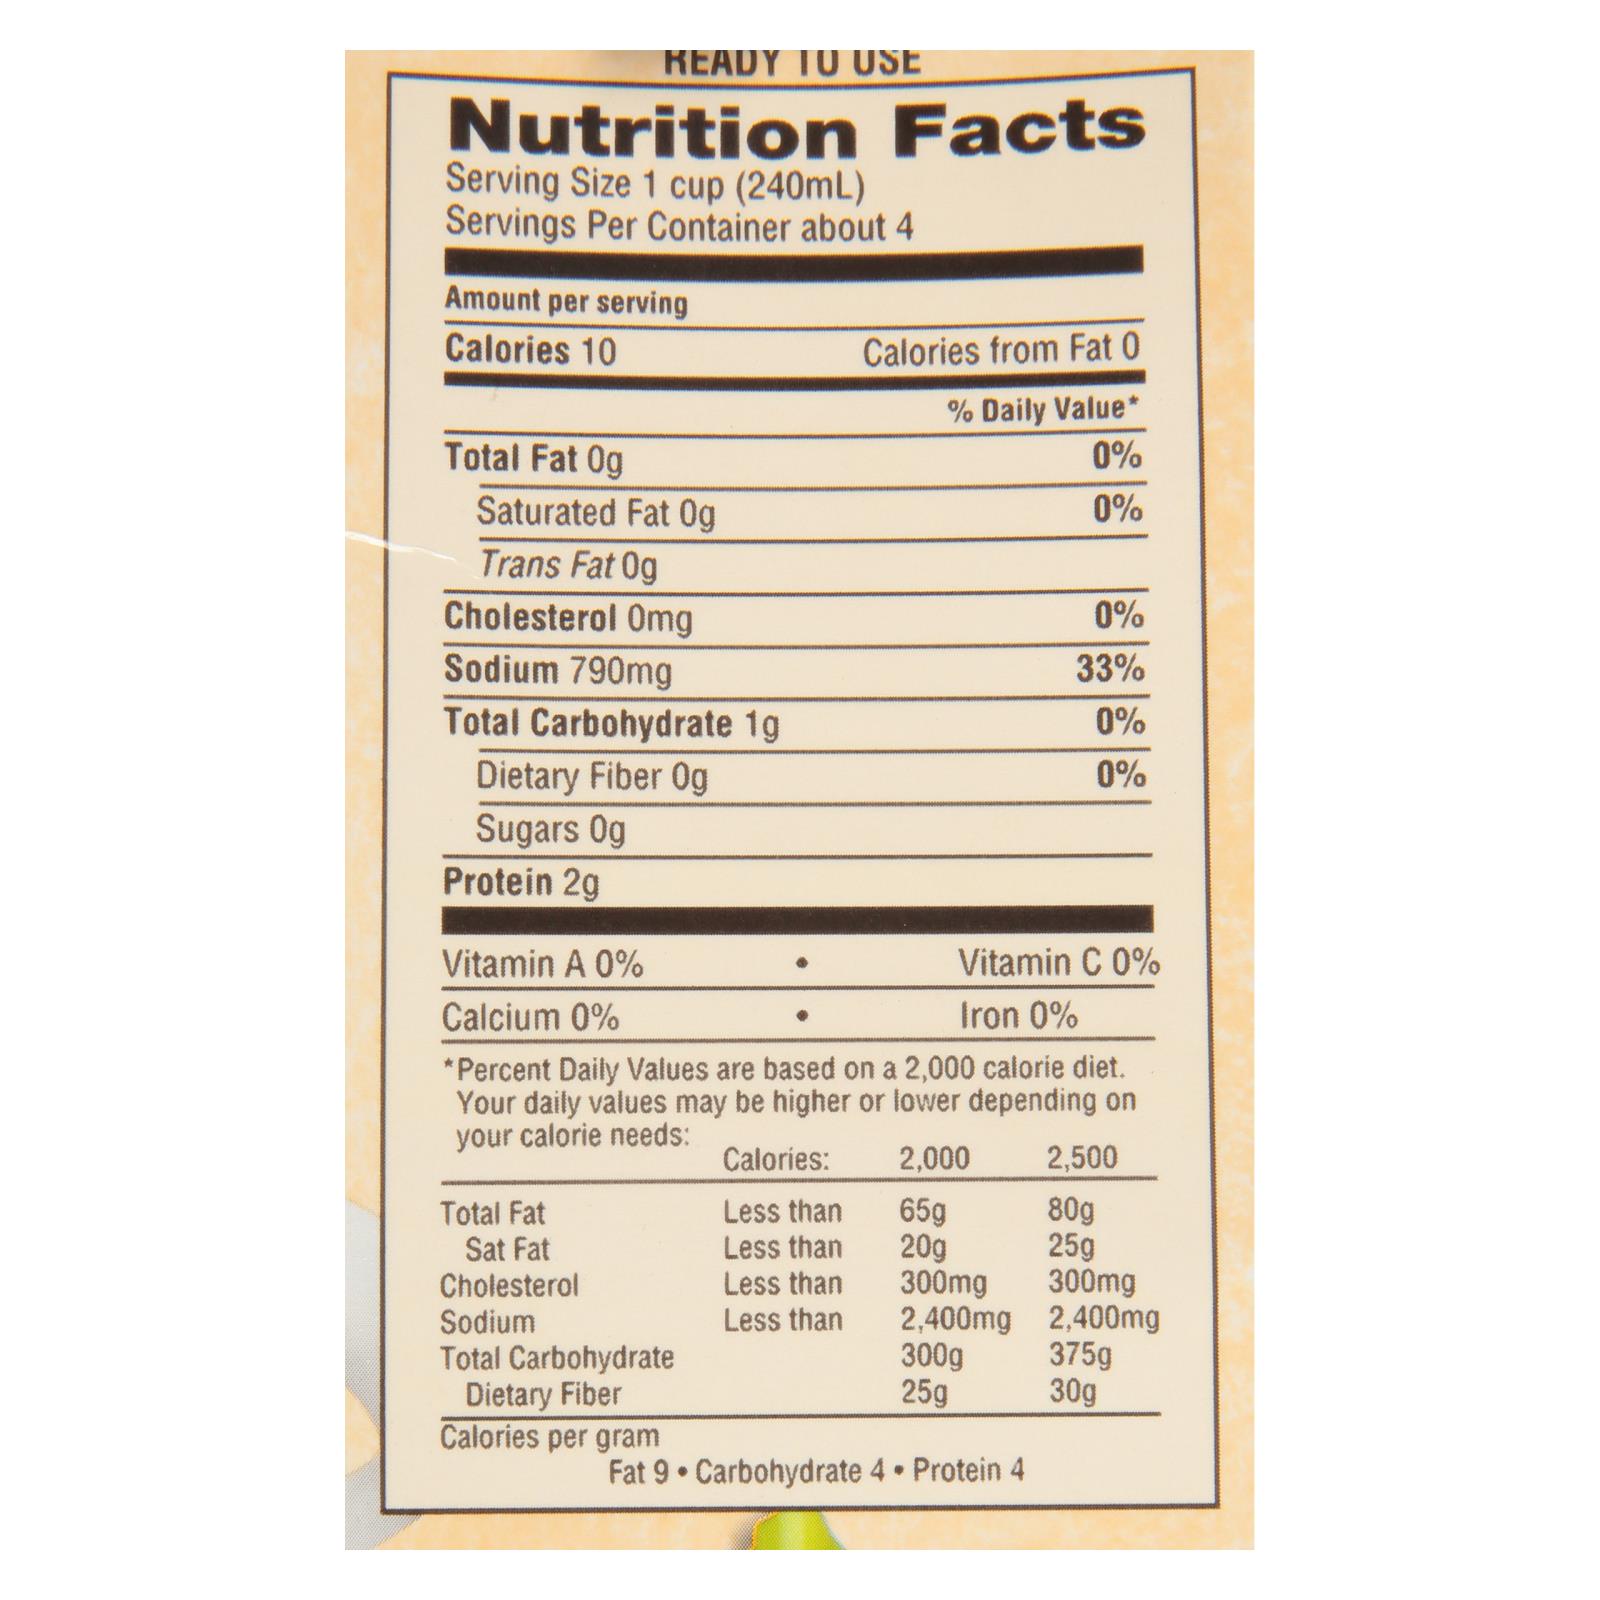 READY TO USE
Nutrition Facts
Serving Size 1 cup (240mL)
Servings Per Container about 4
Amount per serving
Calories 10 Calories from Fat 0
% Daily Value*
Total Fat 0g 0%
Saturated Fat 0g 0%
Trans Fat 0g
Cholesterol 0mg 0%
Sodium 790mg 33%
Total Carbohydrate 1g 0%
Dietary Fiber 0g 0%
Sugars 0g
Protein 2g
Vitamin A 0% • Vitamin C 0%
Calcium 0% • Iron 0%
*Percent Daily Values are based on a 2,000 calorie diet.
Your daily values may be higher or lower depending on
your calorie needs:
Calories: 2,000 2,500
Total Fat Less than 65g 80g
Sat Fat Less than 20g 25g
Cholesterol Less than 300mg 300mg
Sodium Less than 2,400mg 2,400mg
Total Carbohydrate 300g 375g
Dietary Fiber 25g 30g
Calories per gram
Fat 9 • Carbohydrate 4 • Protein 4